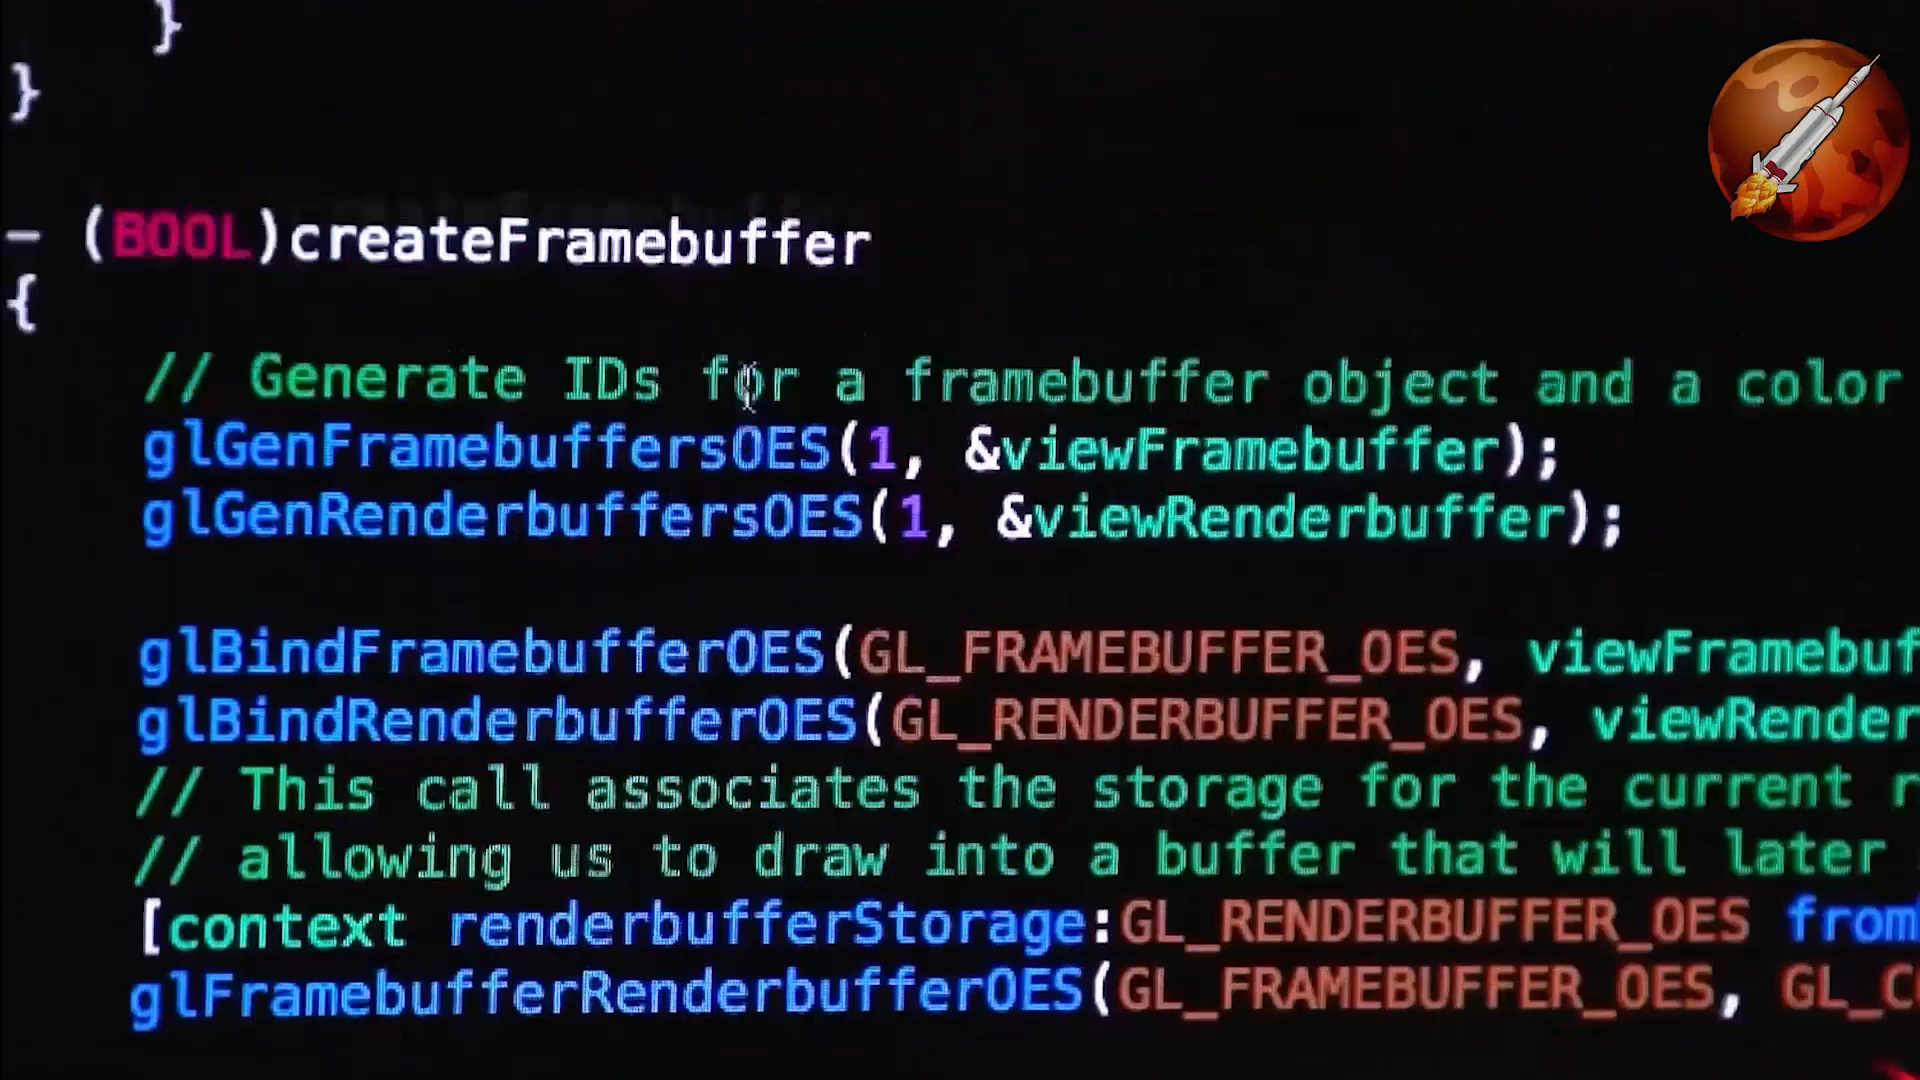 }
}
- (BOOL)createFramebuffer
{
// Generate IDs for a framebuffer object and a color
glGenFramebuffersOES(1, &viewFramebuffer);
glGenRenderbuffersOES(1, &viewRenderbuffer);
glBindFramebufferOES(GL_FRAMEBUFFER_OES, viewFramebuf
glBindRenderbufferOES(GL_RENDERBUFFER_OES, viewRender
// This call associates the storage for the current r
// allowing us to draw into a buffer that will later
[context renderbufferStorage:GL_RENDERBUFFER_OES from
glFramebufferRenderbufferOES(GL_FRAMEBUFFER_OES, GL_C